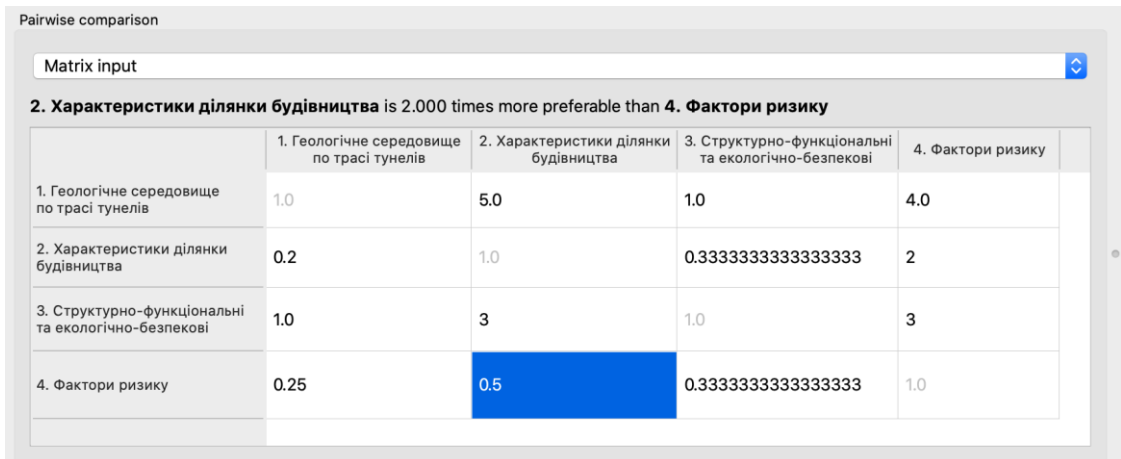 Pairwise comparison
Matrix input
2. Характеристики ділянки будівництва is 2.000 times more preferable than 4. Фактори ризику
1. Геологічне середовище по трасі тунелів
2. Характеристики ділянки будівництва
3. Структурно-функціональні та екологічно-безпекові
4. Фактори ризику
1. Геологічне середовище
по трасі тунелів
1.0 5.0 1.0 4.0
2. Характеристики ділянки
будівництва
0.2 1.0 0.3333333333333333 2
3. Структурно-функціональні
та екологічно-безпекові
1.0 3 1.0 3
4. Фактори ризику
0.25 0.5 0.3333333333333333 1.0